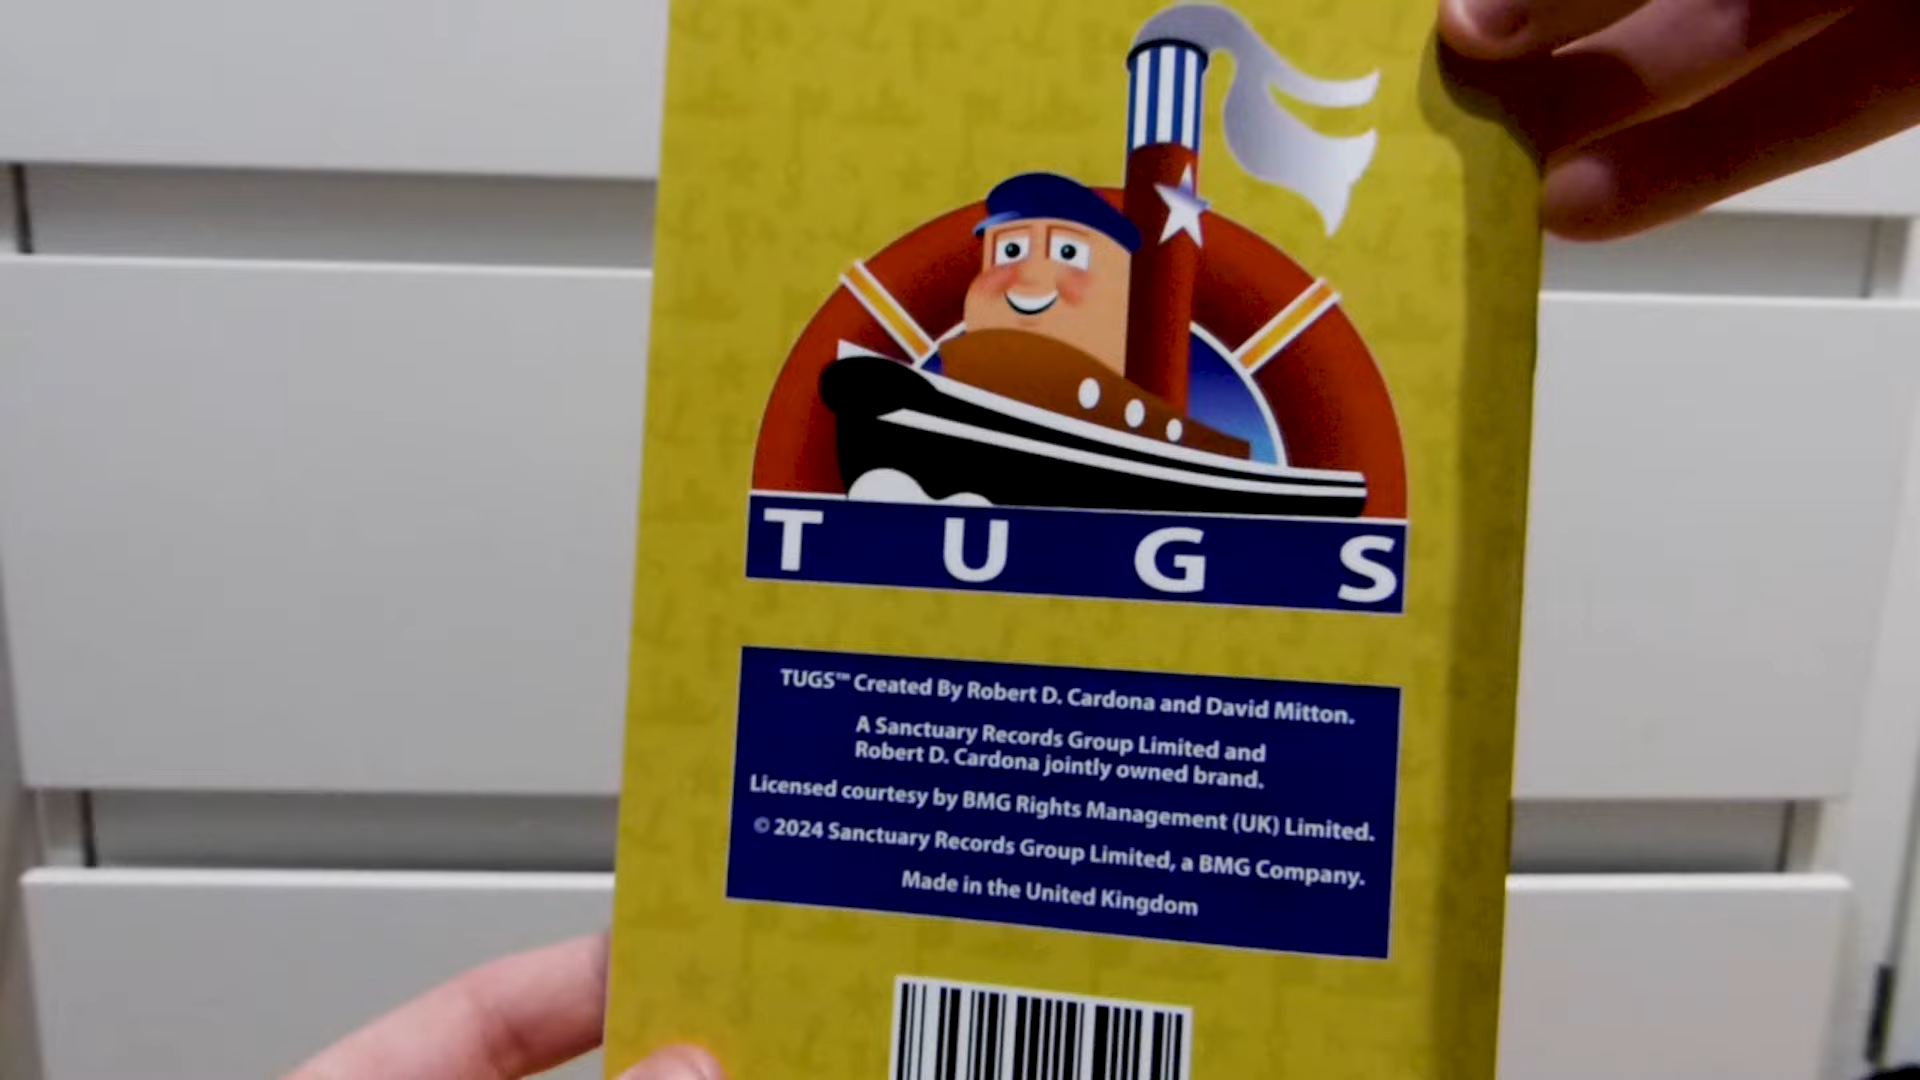 T U G S
TUGS™ Created By Robert D. Cardona and David Mitton.
A Sanctuary Records Group Limited and
Robert D. Cardona jointly owned brand.
Licensed courtesy by BMG Rights Management (UK) Limited.
© 2024 Sanctuary Records Group Limited, a BMG Company.
Made in the United Kingdom